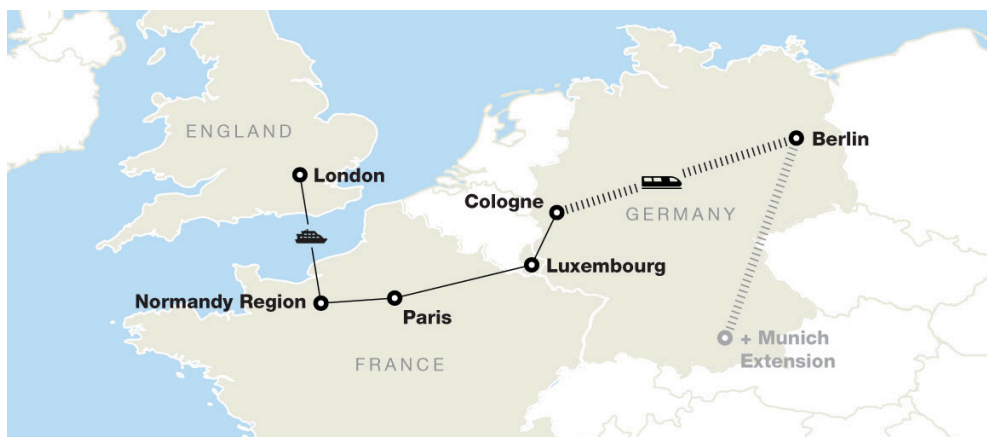 ENGLAND
London
Berlin
Cologne
GERMANY
Luxembourg
Normandy Region
Paris
+ Munich
Extension
FRANCE